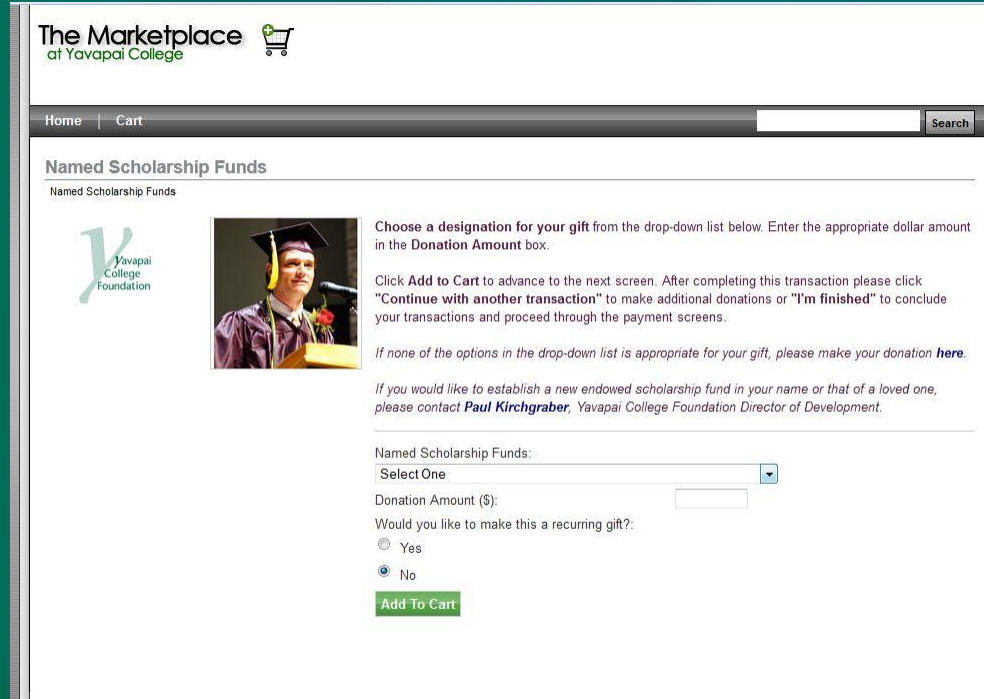 The Marketplace
at Yavapai College
Home | Cart
Search
Named Scholarship Funds
Named Scholarship Funds
Yavapai
College
Foundation
Choose a designation for your gift from the drop-down list below. Enter the appropriate dollar amount
in the Donation Amount box.
Click Add to Cart to advance to the next screen. After completing this transaction please click
"Continue with another transaction" to make additional donations or "I'm finished" to conclude
your transactions and proceed through the payment screens.
If none of the options in the drop-down list is appropriate for your gift, please make your donation here.
If you would like to establish a new endowed scholarship fund in your name or that of a loved one,
please contact Paul Kirchgraber, Yavapai College Foundation Director of Development.
Named Scholarship Funds:
Select One
Donation Amount ($):
Would you like to make this a recurring gift?:
Yes
No
Add To Cart